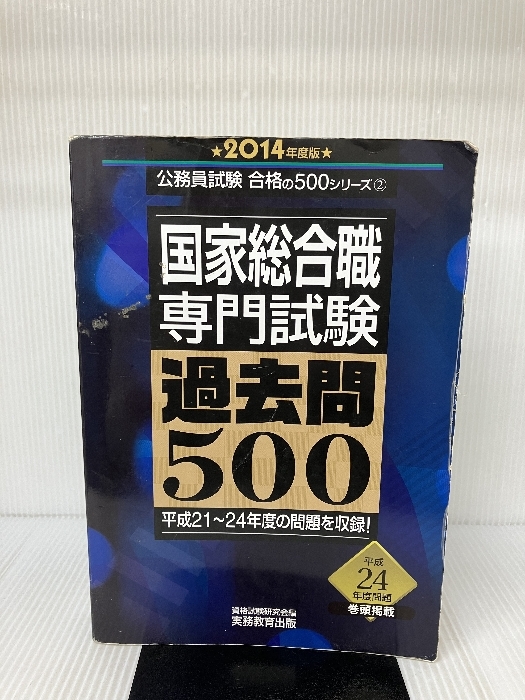 ★2014年度版★
公務員試験 合格の500シリーズ②
国家総合職
専門試験
過去問
500
平成21～24年度の問題を収録!
平成
24
年度問題
巻頭掲載
資格試験研究会編
実務教育出版